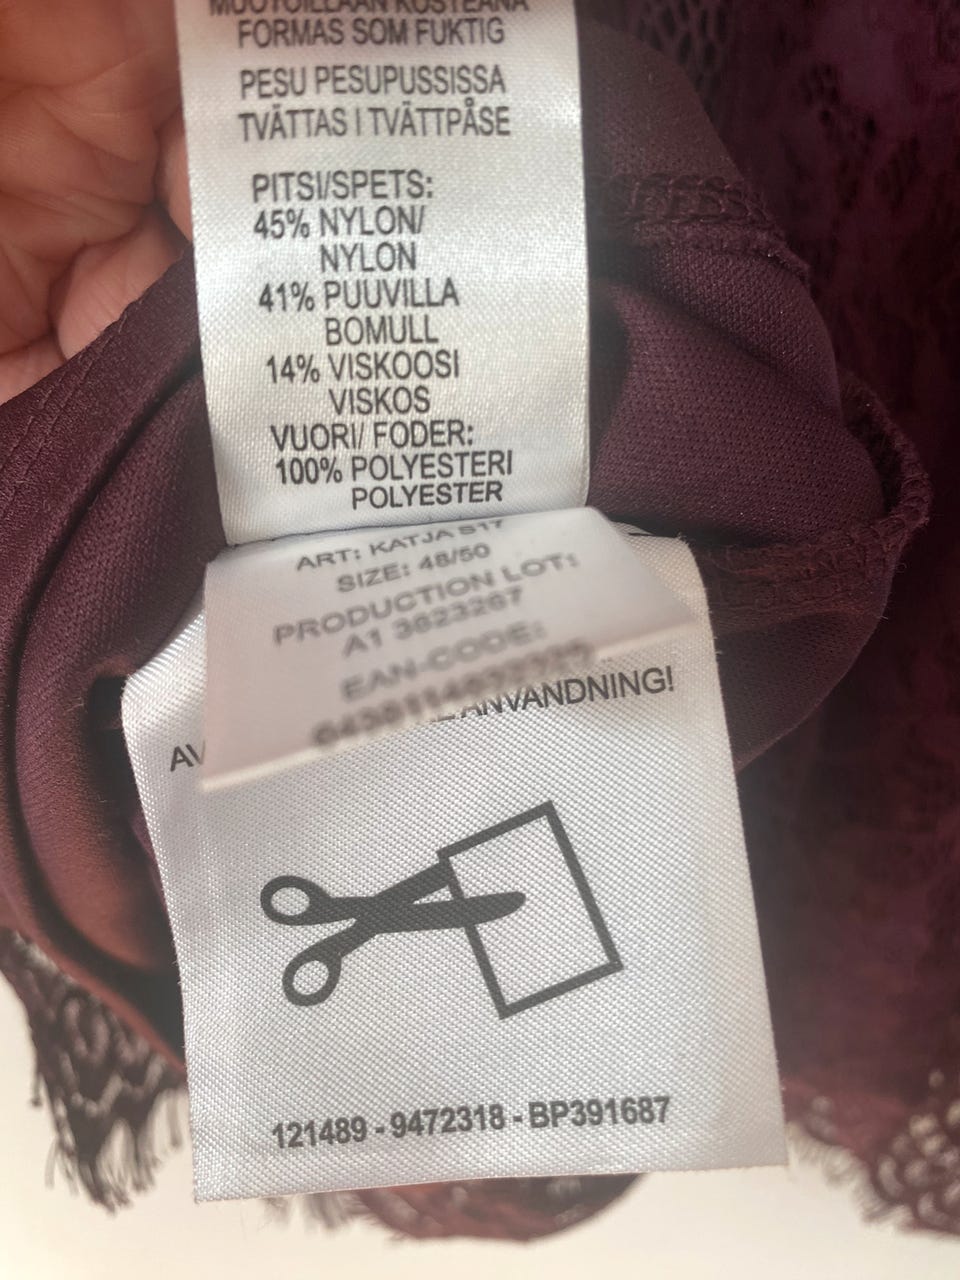 MUOTOILLAAN KOSTEANA
FORMAS SOM FUKTIG
PESU PESUPUSSISSA
TVÄTTAS I TVÄTTPÅSE
PITSI/SPETS:
45% NYLON/
NYLON
41% PUUVILLA
BOMULL
14% VISKOOSI
VISKOS
VUORI/ FODER:
100% POLYESTERI
POLYESTER
ART: KATJA S17
SIZE: 48/50
PRODUCTION LOT:
A1 3623267
EAN-CODE:
ANVÄNDNING!
121489 - 9472318 - BP391687